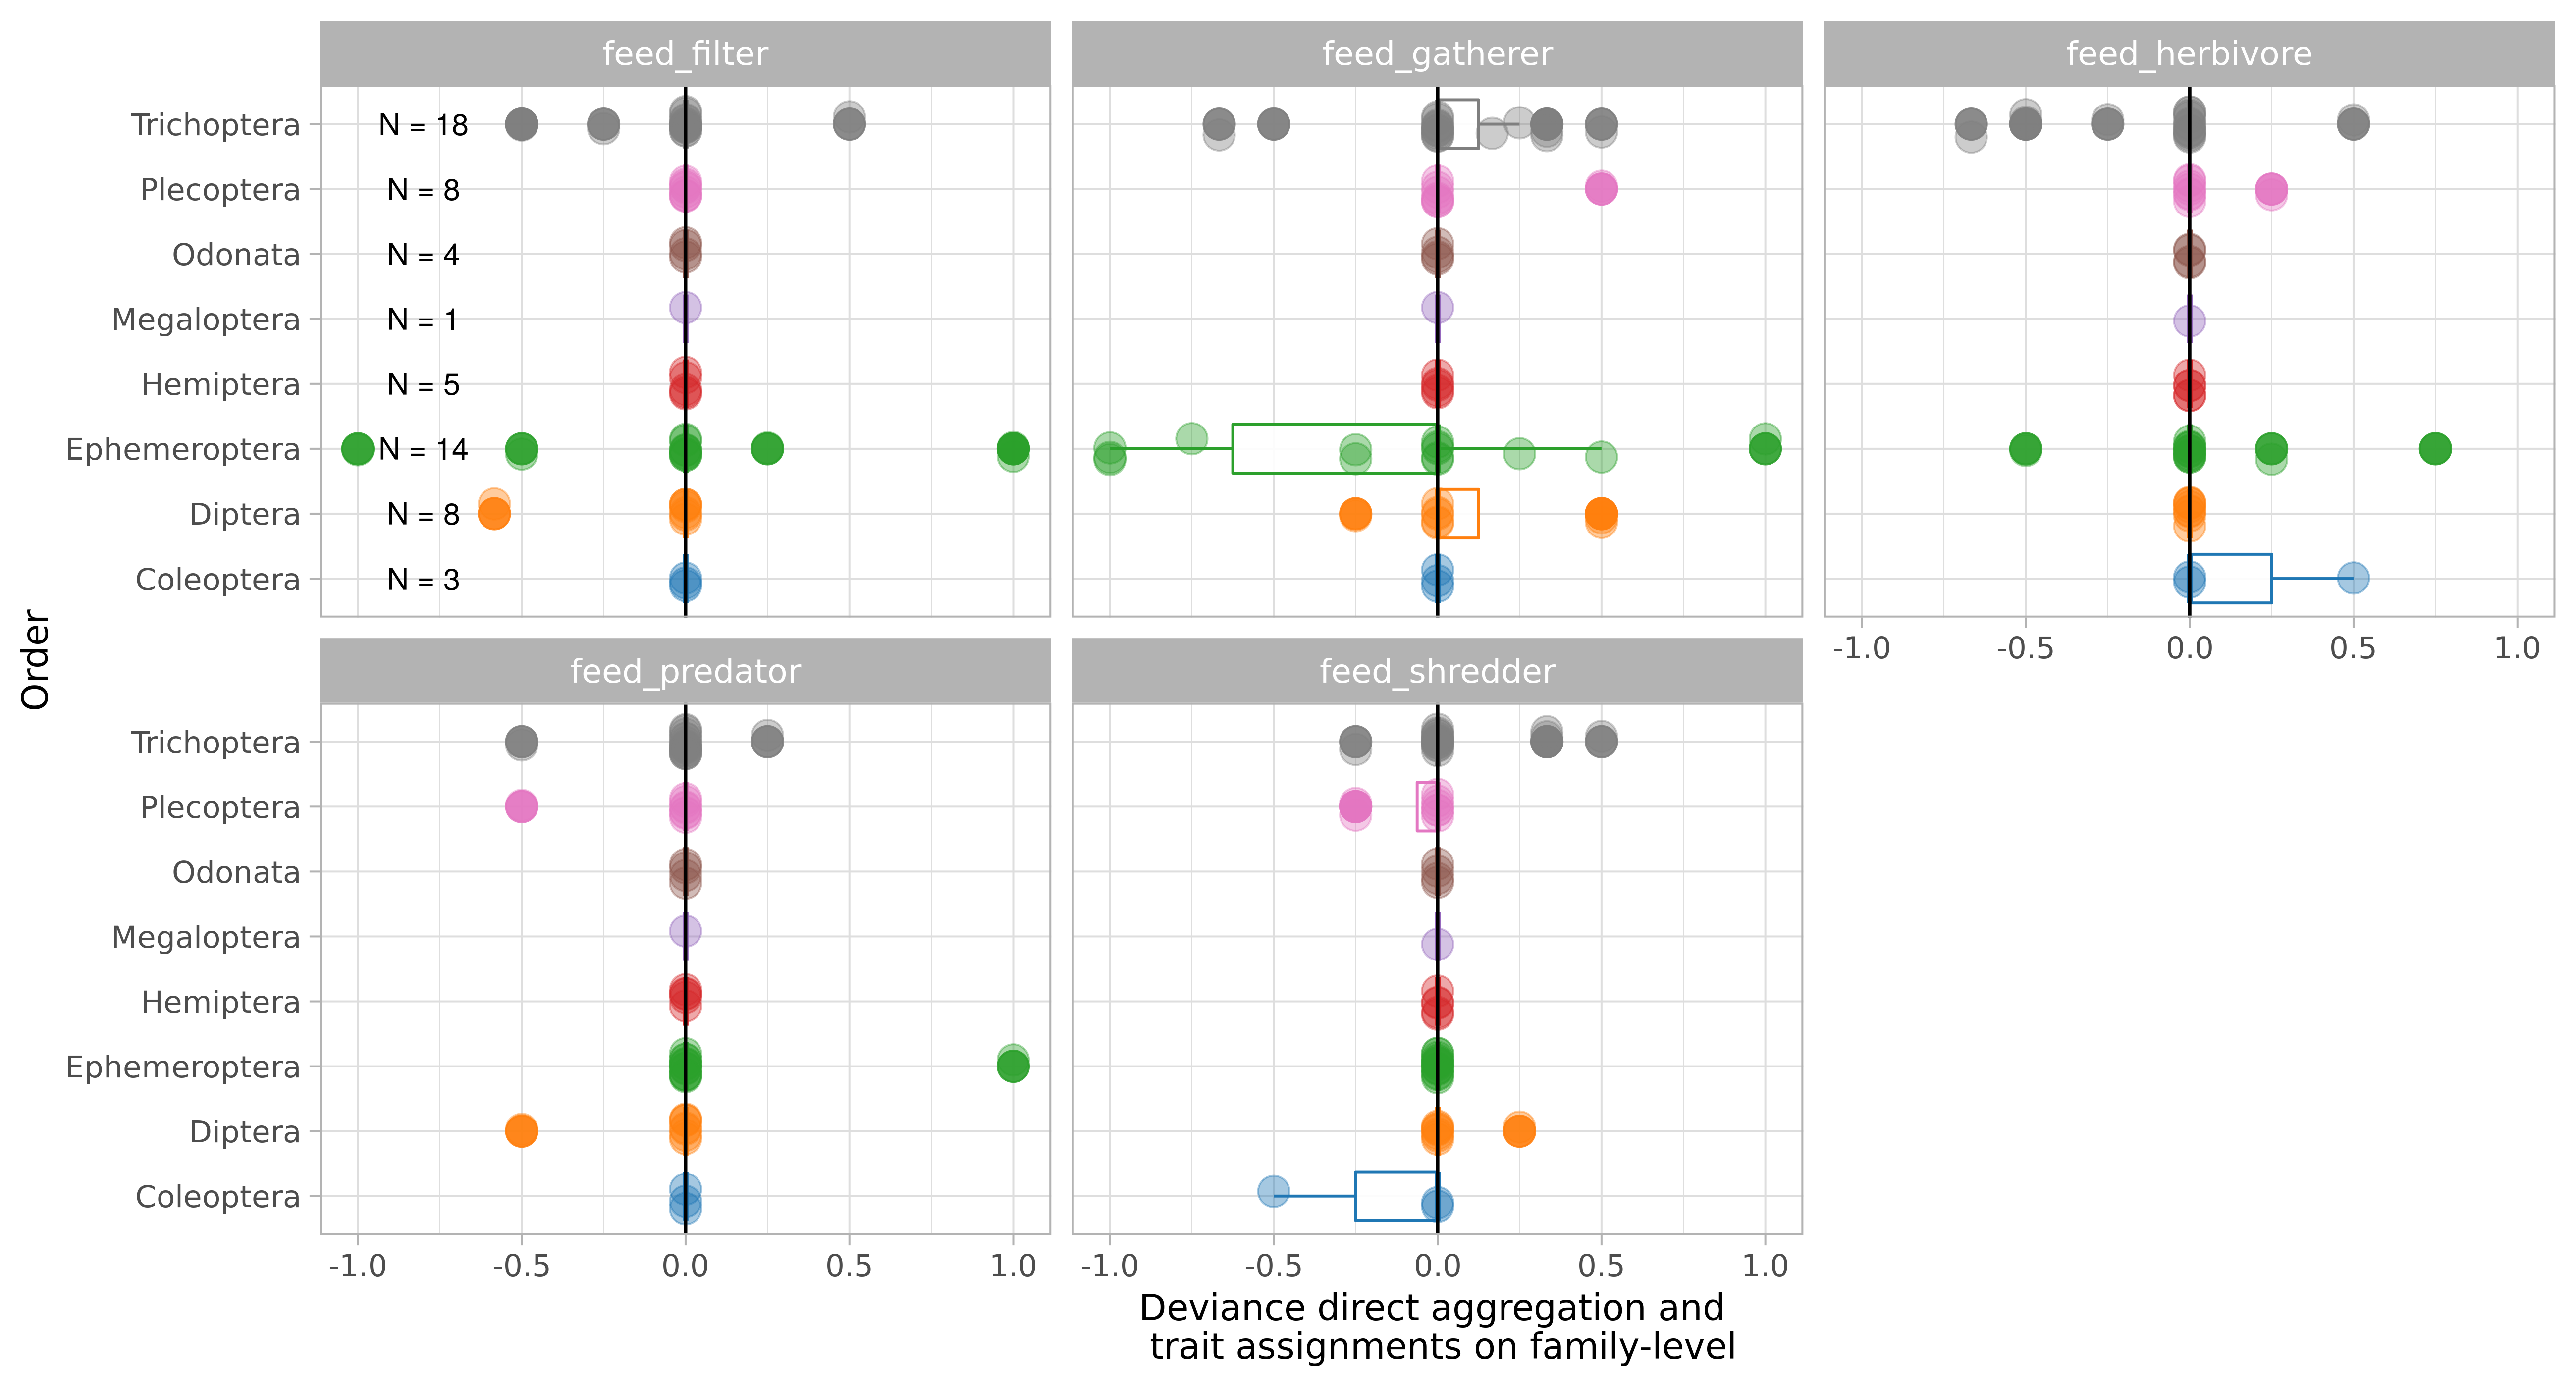 feed_filter
feed_gatherer
feed_herbivore
Trichoptera
N = 18
Plecoptera
N = 8
Odonata
N = 4
Megaloptera
N = 1
Hemiptera
N = 5
Ephemeroptera
N = 14
Diptera
N = 8
Coleoptera
N = 3
-1.0 -0.5 0.0 0.5 1.0
Order
feed_predator
feed_shredder
Trichoptera
Plecoptera
Odonata
Megaloptera
Hemiptera
Ephemeroptera
Diptera
Coleoptera
-1.0 -0.5 0.0 0.5 1.0
-1.0 -0.5 0.0 0.5 1.0
Deviance direct aggregation and
trait assignments on family-level